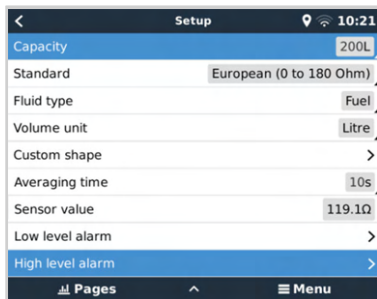 Setup 10:21
Capacity 200L
Standard European (0 to 180 Ohm)
Fluid type Fuel
Volume unit Litre
Custom shape
Averaging time 10s
Sensor value 119.1Ω
Low level alarm
High level alarm
Pages Menu